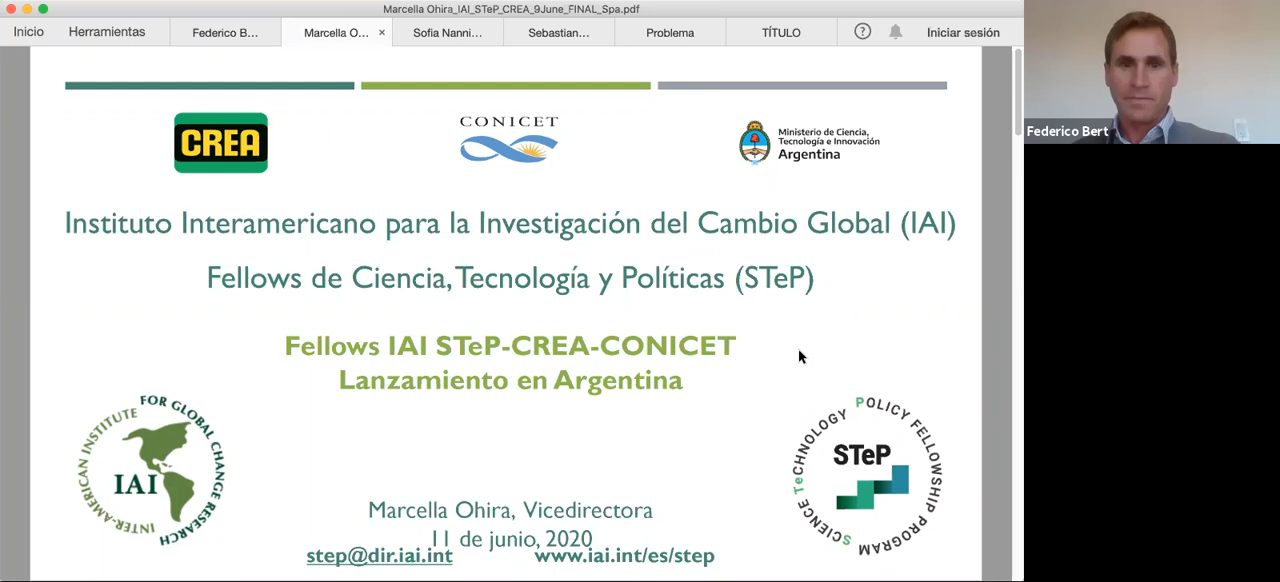 Marcella Ohira_IAI_STeP_CREA_9June_FINAL_Spa.pdf
Inicio
Herramientas
Federico B...
Marcella O... ×
Sofia Nanni...
Sebastian...
Problema
TÍTULO
?
Iniciar sesión
CREA
CONICET
Ministerio de Ciencia,
Tecnología e Innovación
Argentina
Federico Bert
Instituto Interamericano para la Investigación del Cambio Global (IAI)
Fellows de Ciencia, Tecnología y Políticas (STeP)
Fellows IAI STeP-CREA-CONICET
Lanzamiento en Argentina
INTER-AMERICAN INSTITUTE FOR GLOBAL CHANGE RESEARCH
IAI
SCIENCE TeCHNOLOGY POLICY FELLOWSHIP PROGRAM
STeP
Marcella Ohira, Vicedirectora
11 de junio, 2020
step@dir.iai.int www.iai.int/es/step